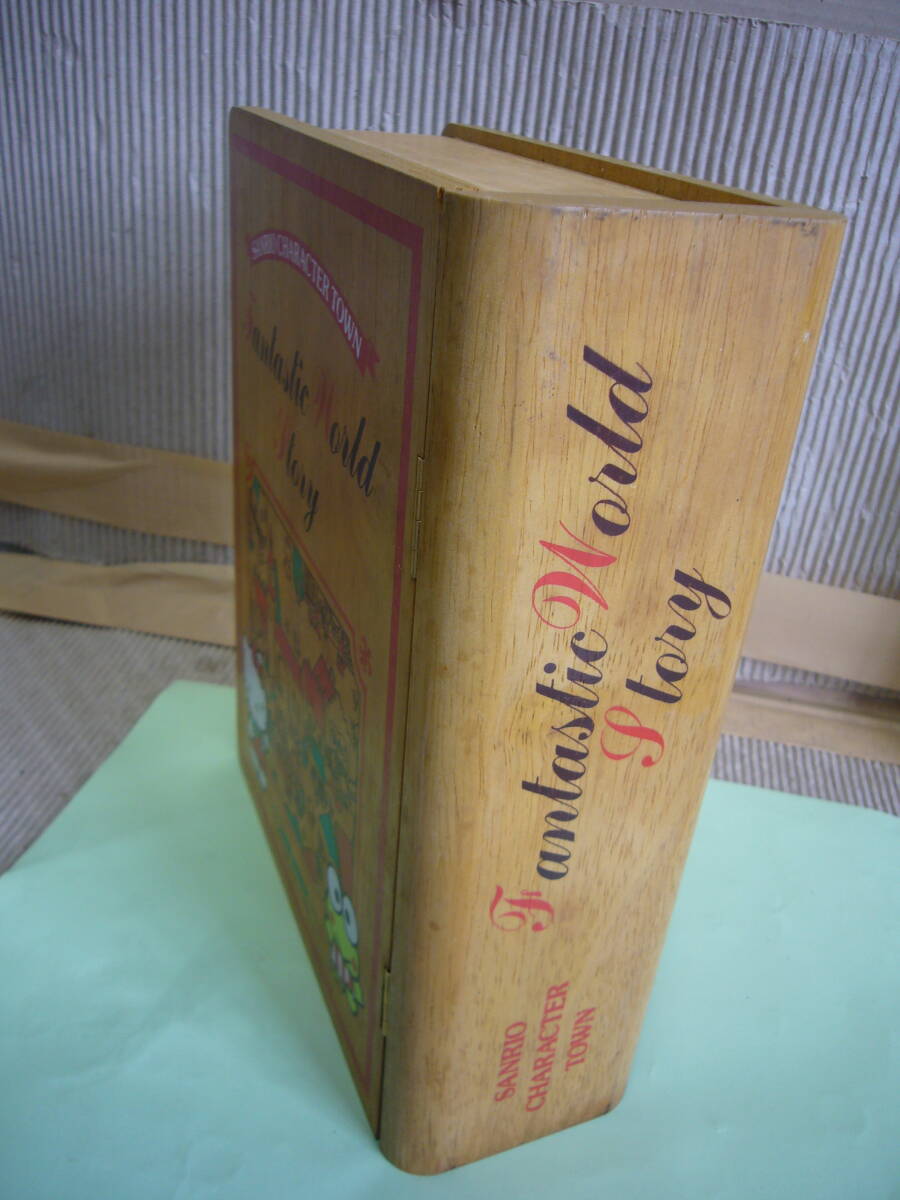 SANRIO CHARACTER TOWN
Fantastic World
Story
Fantastic World
Story
SANRIO
CHARACTER
TOWN